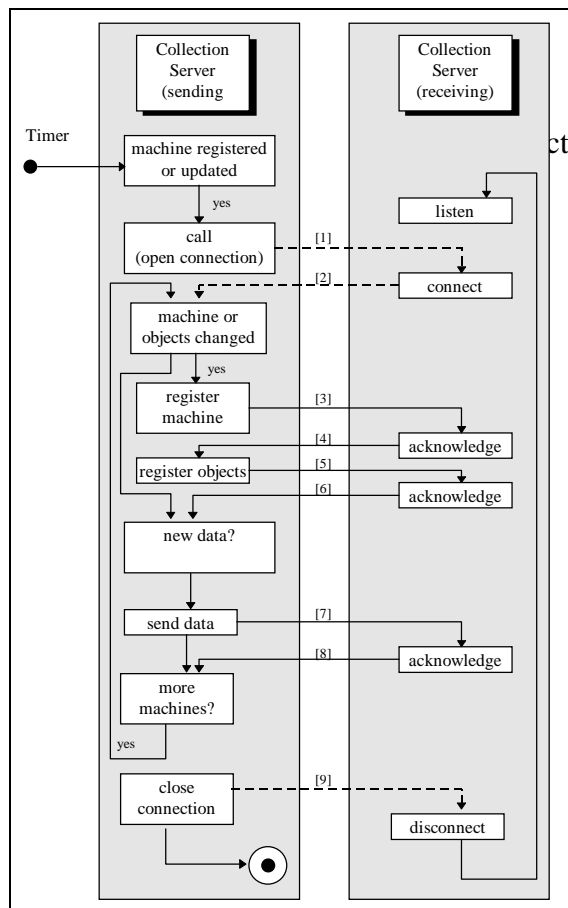 Collection
Server
(sending
Collection
Server
(receiving)
Timer
ct
machine registered
or updated
yes
listen
call
(open connection)
[1]
[2]
connect
machine or
objects changed
yes
register
machine
[3]
[4]
acknowledge
register objects
[5]
[6]
acknowledge
new data?
send data
[7]
[8]
acknowledge
more
machines?
yes
close
connection
[9]
disconnect